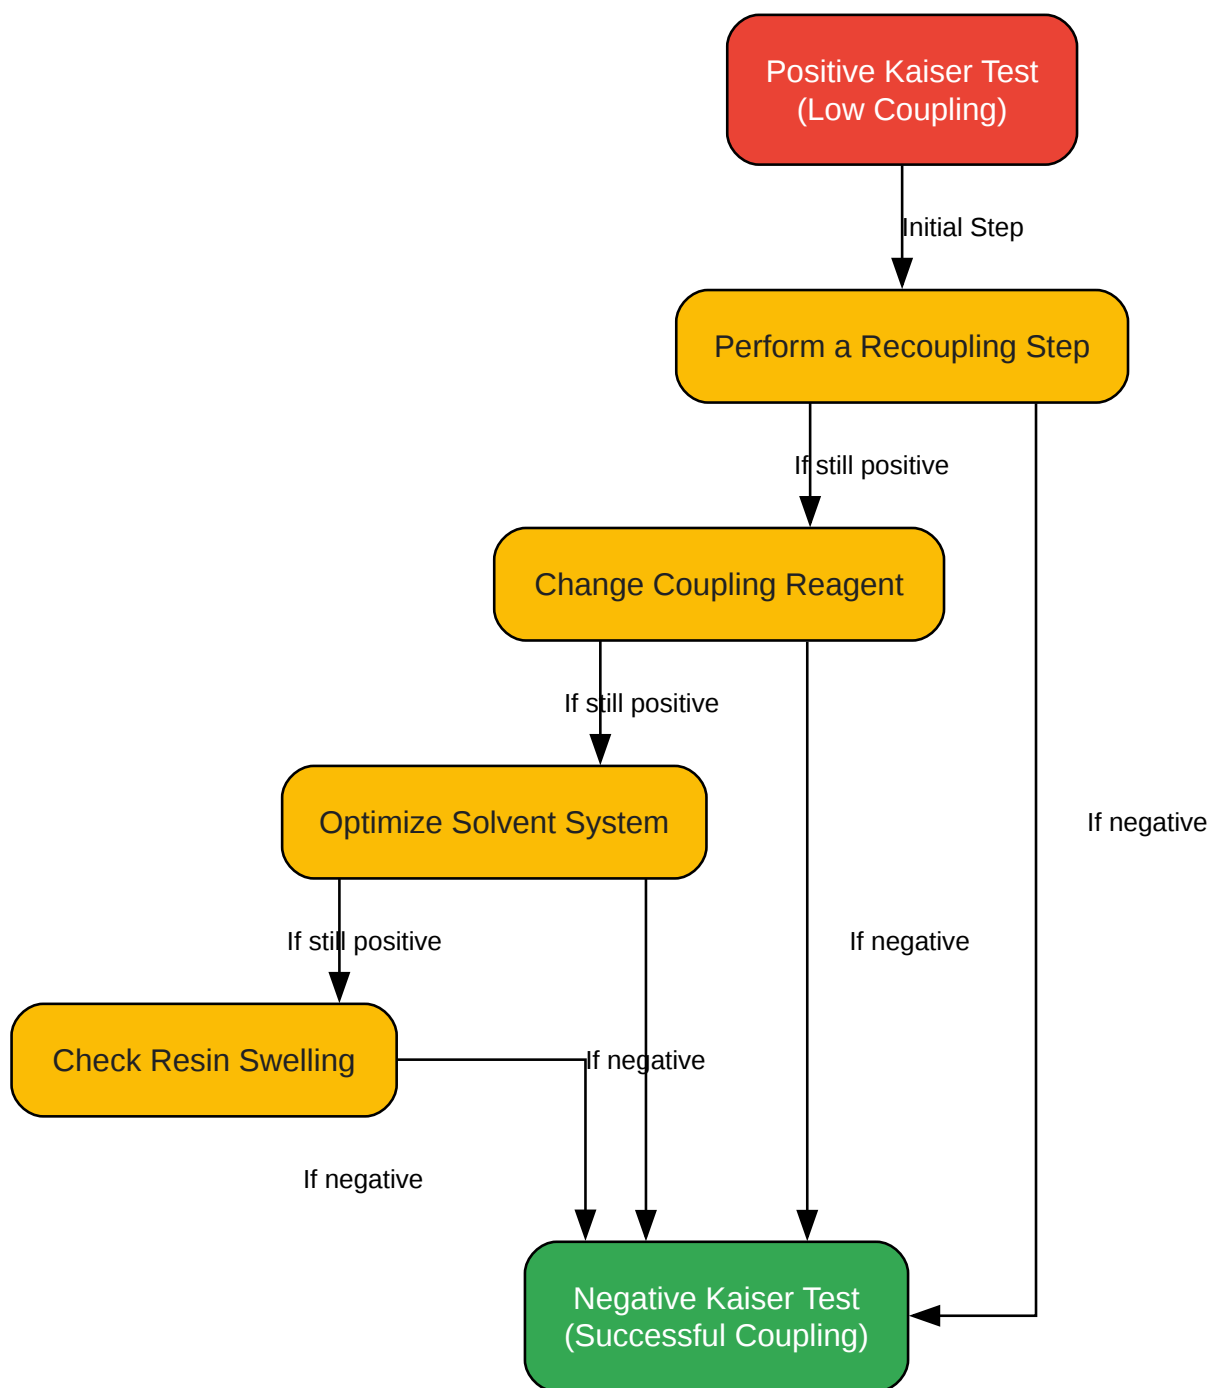 Positive Kaiser Test
(Low Coupling)
Initial Step
Perform a Recoupling Step
If still positive
Change Coupling Reagent
If still positive
Optimize Solvent System
If negative
If still positive
If negative
Check Resin Swelling
If negative
If negative
Negative Kaiser Test
(Successful Coupling)